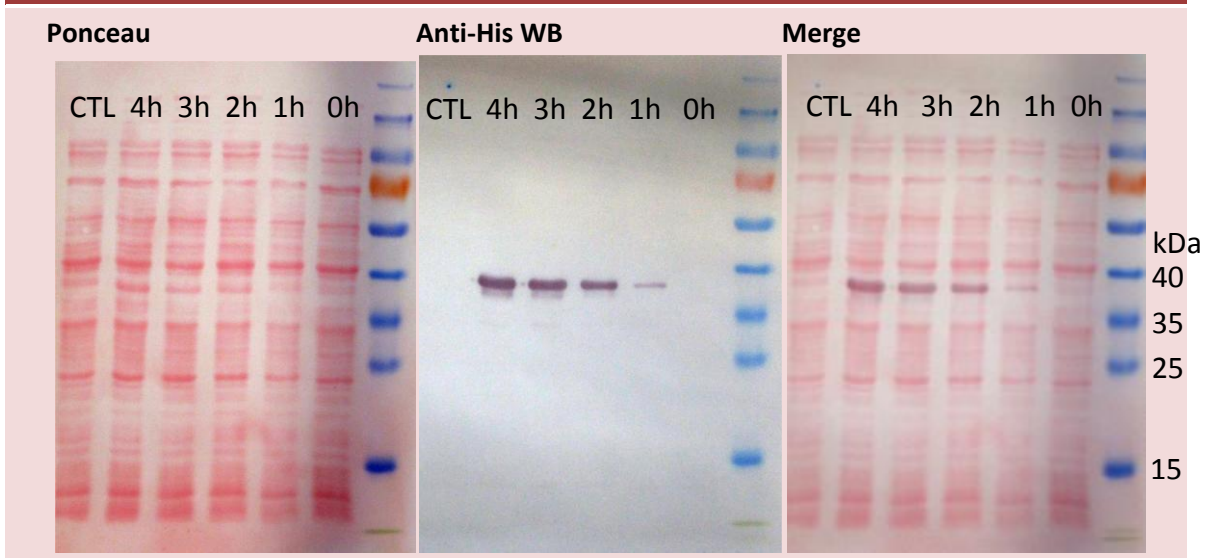 Ponceau
Anti-His WB
Merge
CTL 4h 3h 2h 1h 0h
CTL 4h 3h 2h 1h 0h
CTL 4h 3h 2h 1h 0h
kDa
40
35
25
15